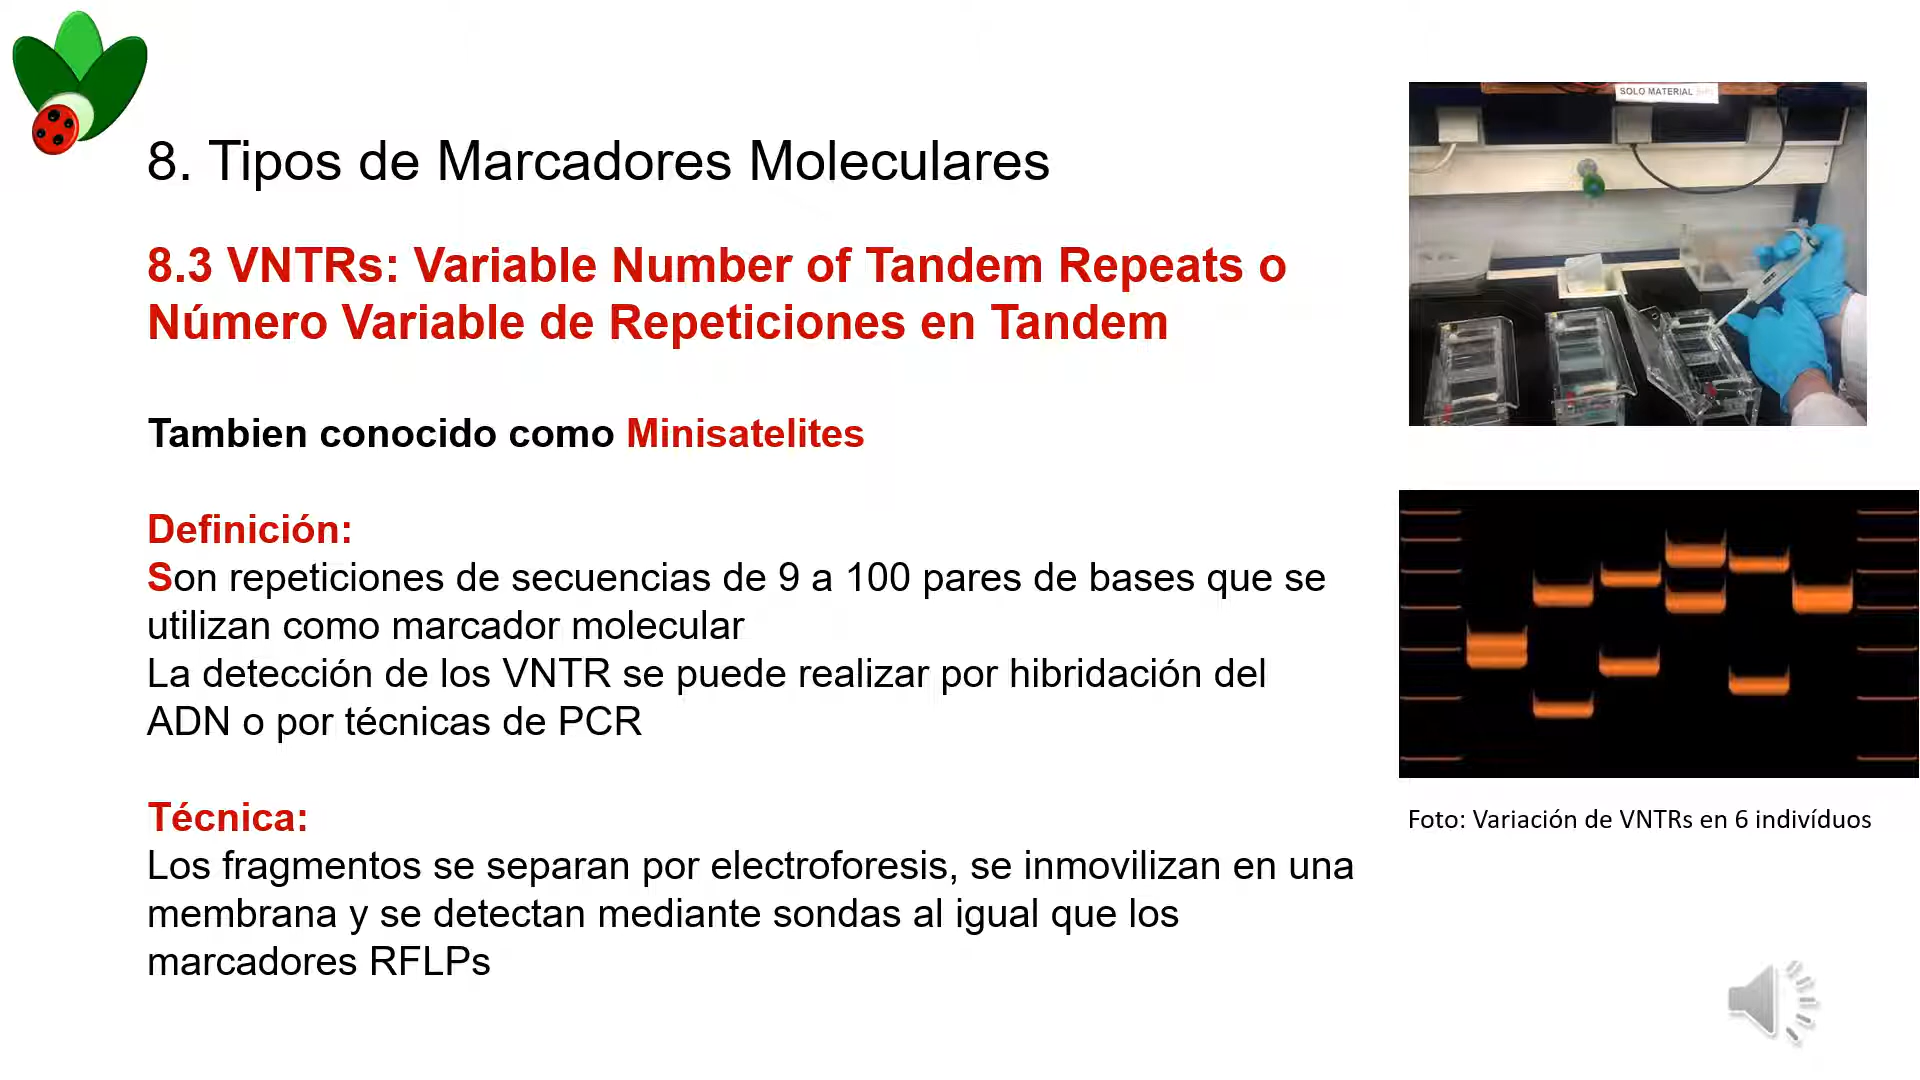 8. Tipos de Marcadores Moleculares
8.3 VNTRs: Variable Number of Tandem Repeats o
Número Variable de Repeticiones en Tandem
Tambien conocido como Minisatelites
Definición:
Son repeticiones de secuencias de 9 a 100 pares de bases que se
utilizan como marcador molecular
La detección de los VNTR se puede realizar por hibridación del
ADN o por técnicas de PCR
Técnica:
Los fragmentos se separan por electroforesis, se inmovilizan en una
membrana y se detectan mediante sondas al igual que los
marcadores RFLPs
SOLO MATERIAL
Foto: Variación de VNTRs en 6 indivíduos